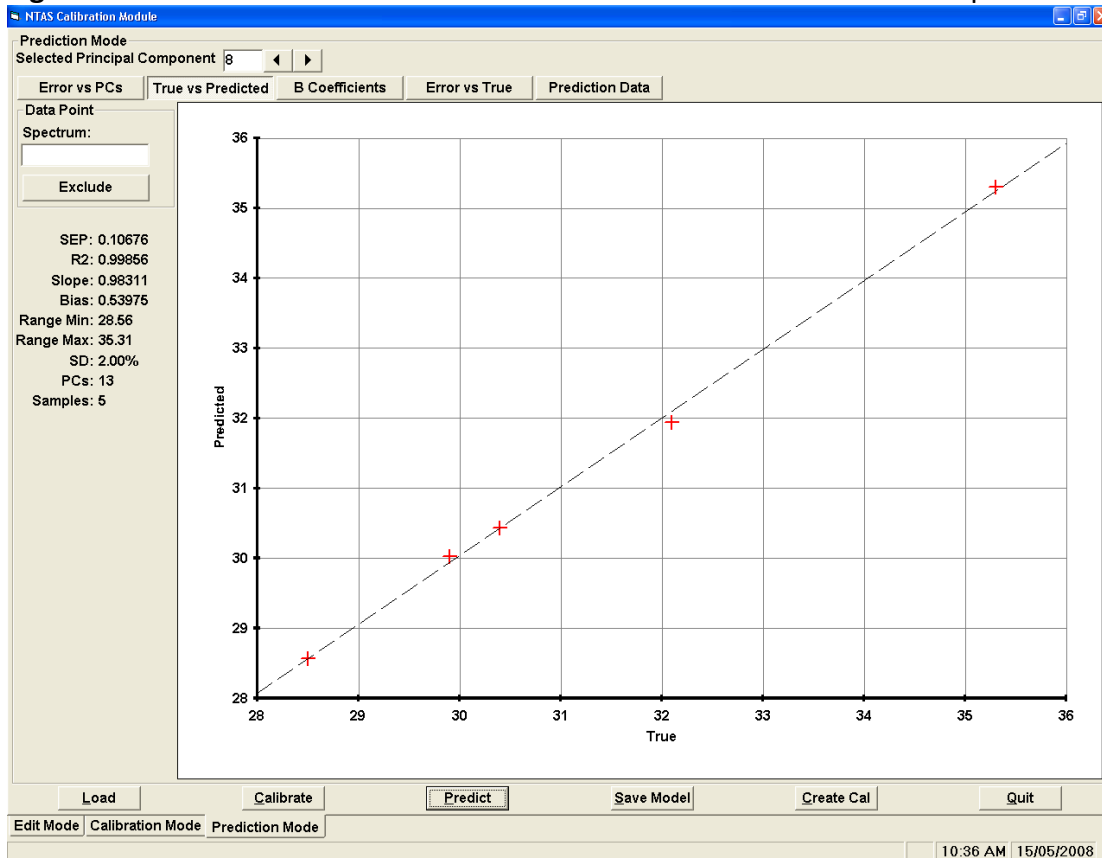 NTAS Calibration Module
Prediction Mode
Selected Principal Component 8
Error vs PCs True vs Predicted B Coefficients Error vs True Prediction Data
Data Point
Spectrum:
Exclude
SEP: 0.10676
R2: 0.99856
Slope: 0.98311
Bias: 0.53975
Range Min: 28.56
Range Max: 35.31
SD: 2.00%
PCs: 13
Samples: 5
36
35
34
33
32
31
30
29
28
Predicted
28 29 30 31 32 33 34 35 36
True
Load Calibrate Predict Save Model Create Cal Quit
Edit Mode Calibration Mode Prediction Mode
10:36 AM 15/05/2008